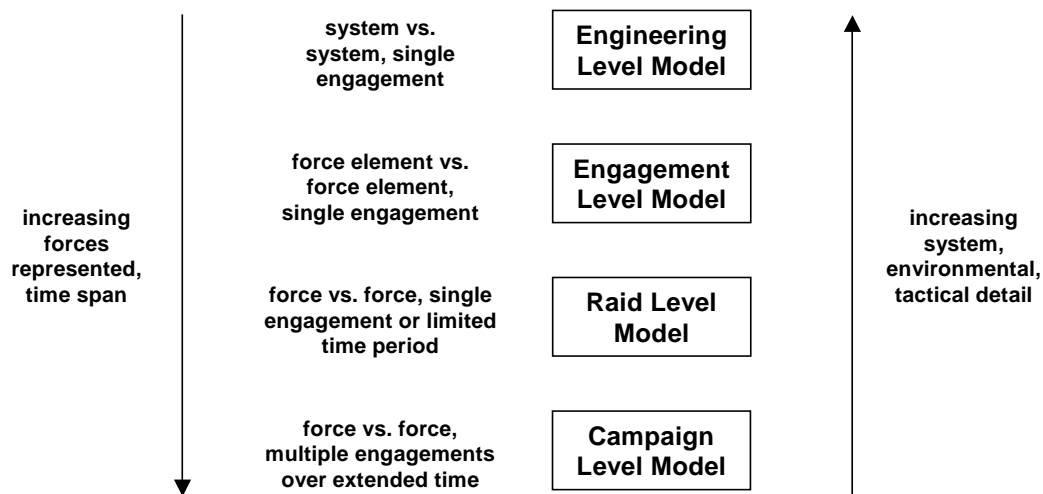 system vs.
system, single
engagement
Engineering
Level Model
force element vs.
force element,
single engagement
Engagement
Level Model
increasing
forces
represented,
time span
increasing
system,
environmental,
tactical detail
force vs. force, single
engagement or limited
time period
Raid Level
Model
force vs. force,
multiple engagements
over extended time
Campaign
Level Model